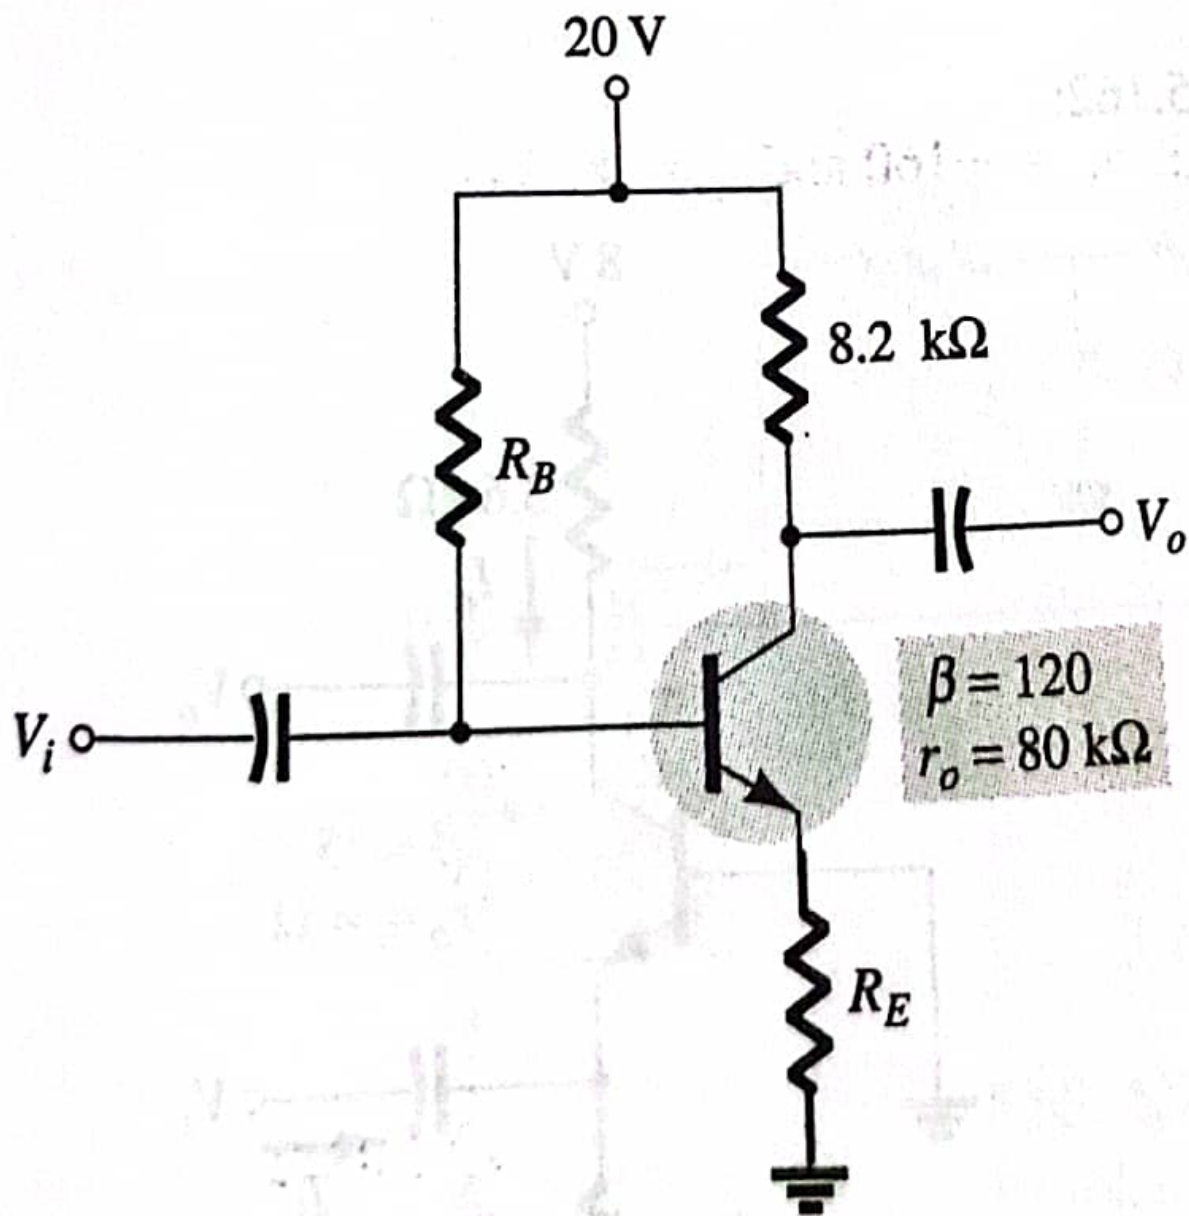 20 V
8.2 kΩ
R_B
V_o
β = 120
r_o = 80 kΩ
V_i
R_E